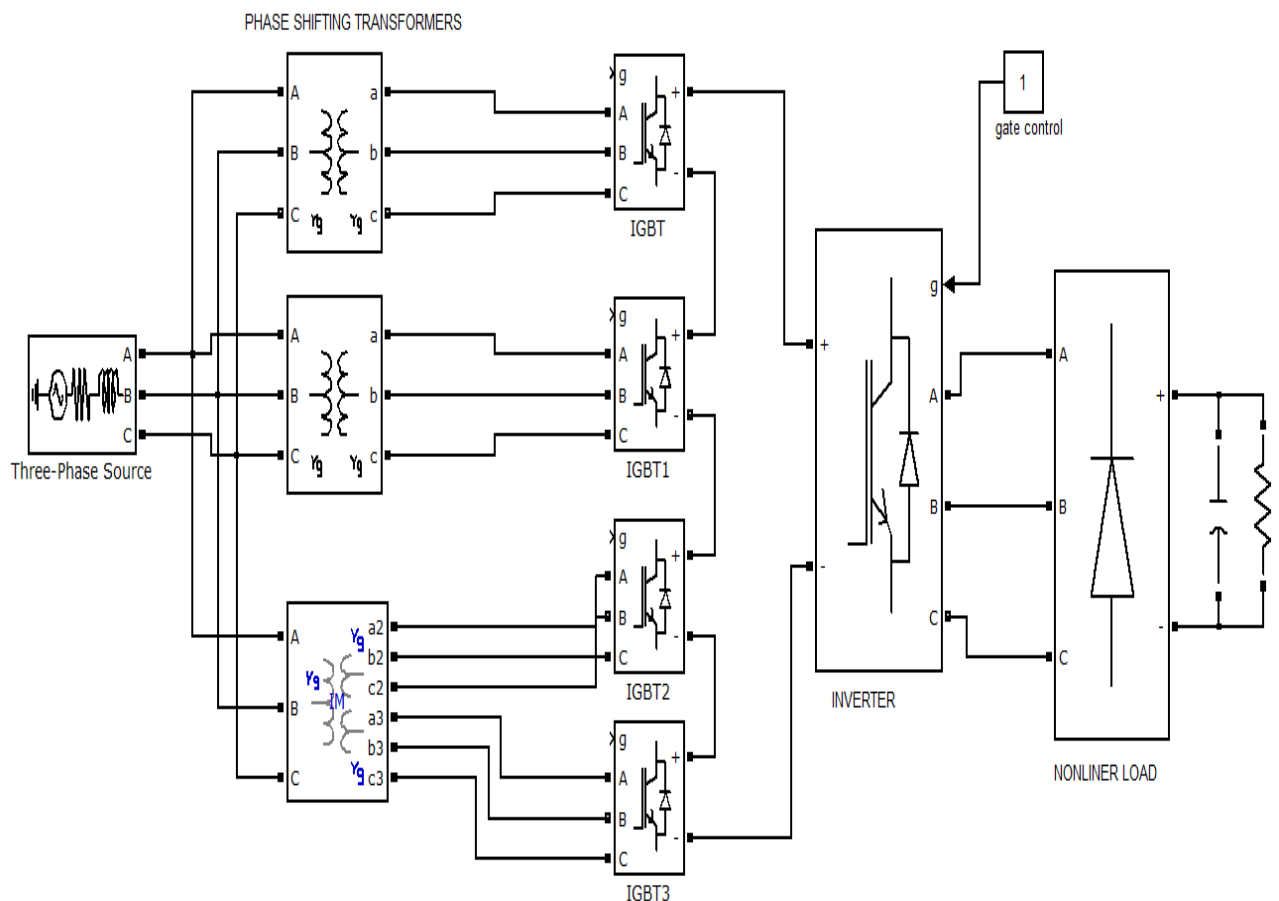 PHASE SHIFTING TRANSFORMERS
A a
B b
C c
Yg Yg
g
A +
B
C -
IGBT
1
gate control
A
B
C
Three-Phase Source
A a
B b
C c
Yg Yg
g
A +
B
C -
IGBT1
g
A +
B
C -
IGBT2
A
B
C
Yg
Yg
IM
Yg
a2
b2
c2
a3
b3
c3
g
A +
B
C -
IGBT3
g
+
A
B
-
C
INVERTER
A
B
C
+
-
NONLINER LOAD